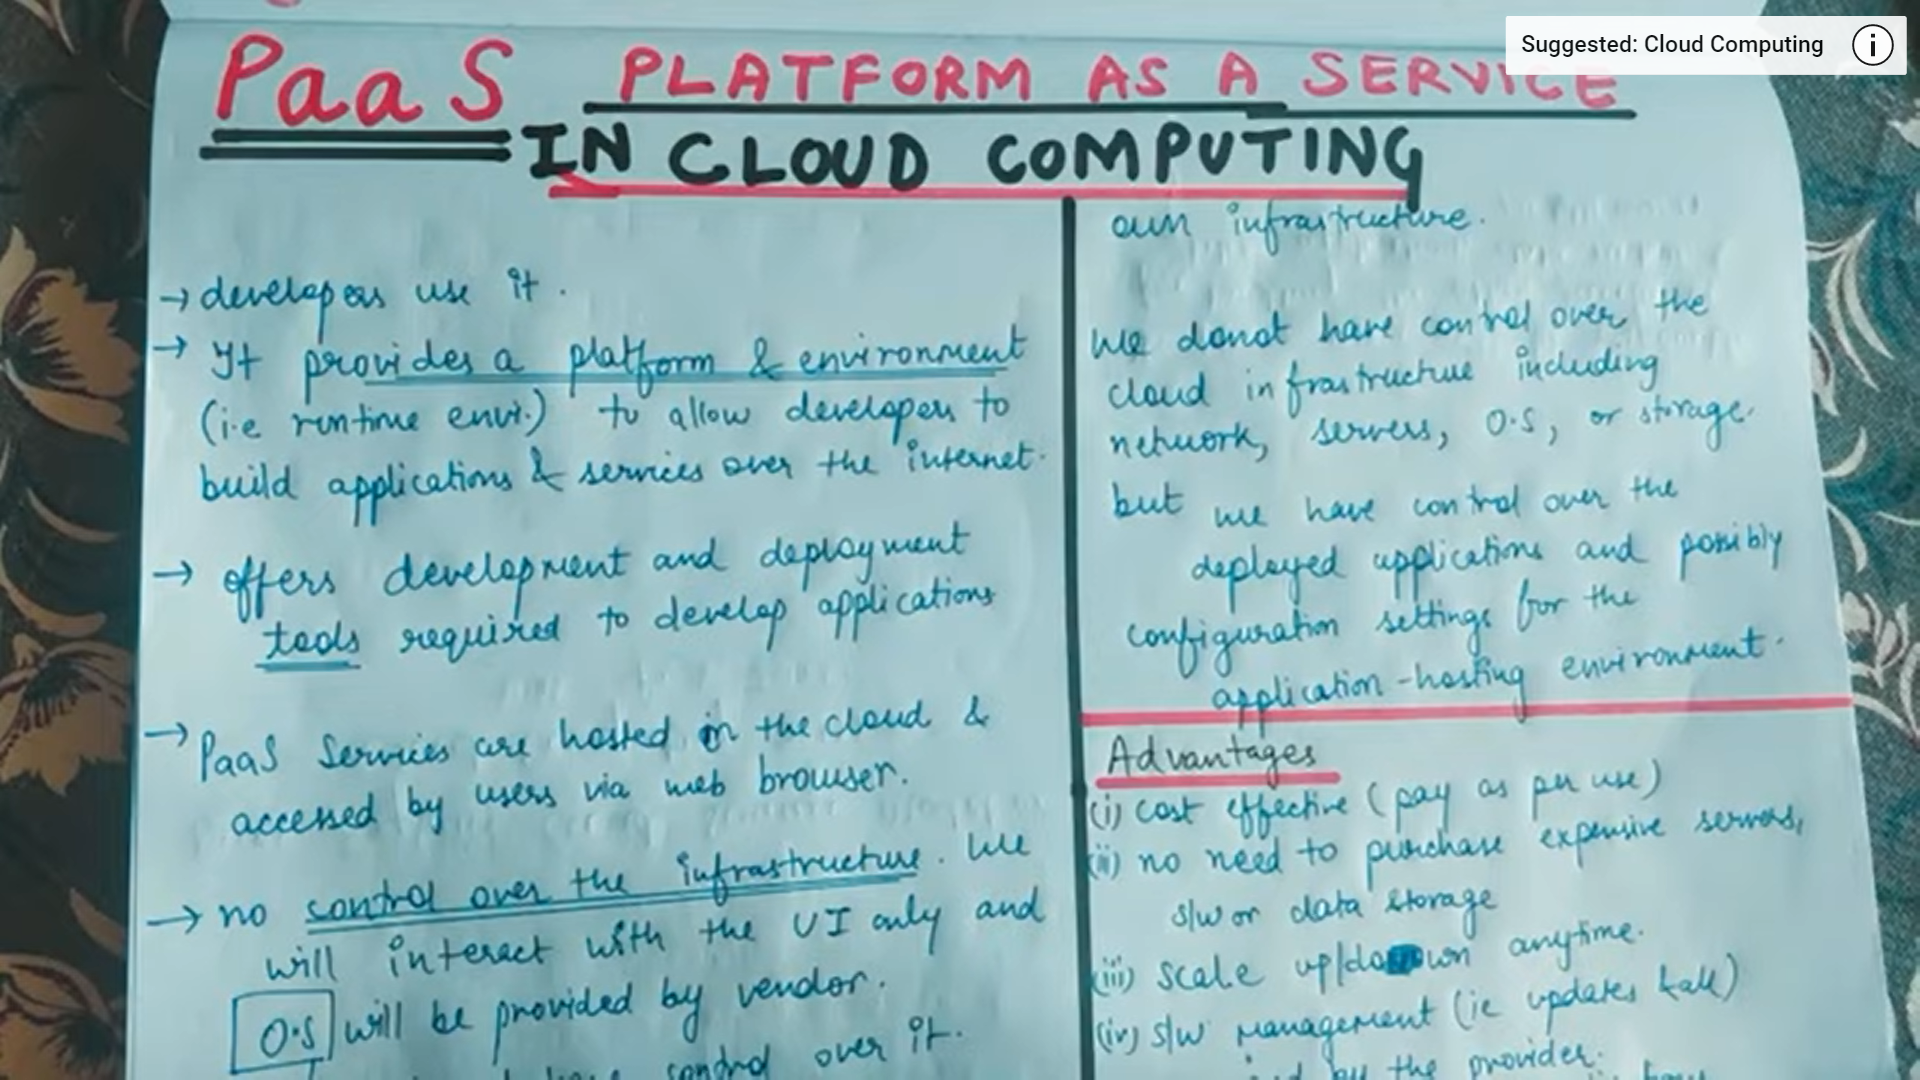 Suggested: Cloud Computing
PaaS PLATFORM AS A SERVICE
IN CLOUD COMPUTING
→ developers use it.
→ It provides a platform & environment
(i.e runtime envi.) to allow developers to
build applications & services over the internet.
→ offers development and deployment
tools required to develop applications
→ PaaS Services are hosted in the cloud &
accessed by users via web browser.
→ no control over the infrastructure. We
will interact with the UI only and
O.S will be provided by vendor.
control over it.
own infrastructure.
We donot have control over the
cloud infrastructure including
network, servers, O.S, or storage.
but we have control over the
deployed applications and possibly
configuration settings for the
application-hosting environment.
Advantages
(i) cost effective (pay as per use)
(ii) no need to purchase expensive servers,
s/w or data storage
(iii) scale up/down anytime.
(iv) s/w management (ie updates &all)
by the provider.